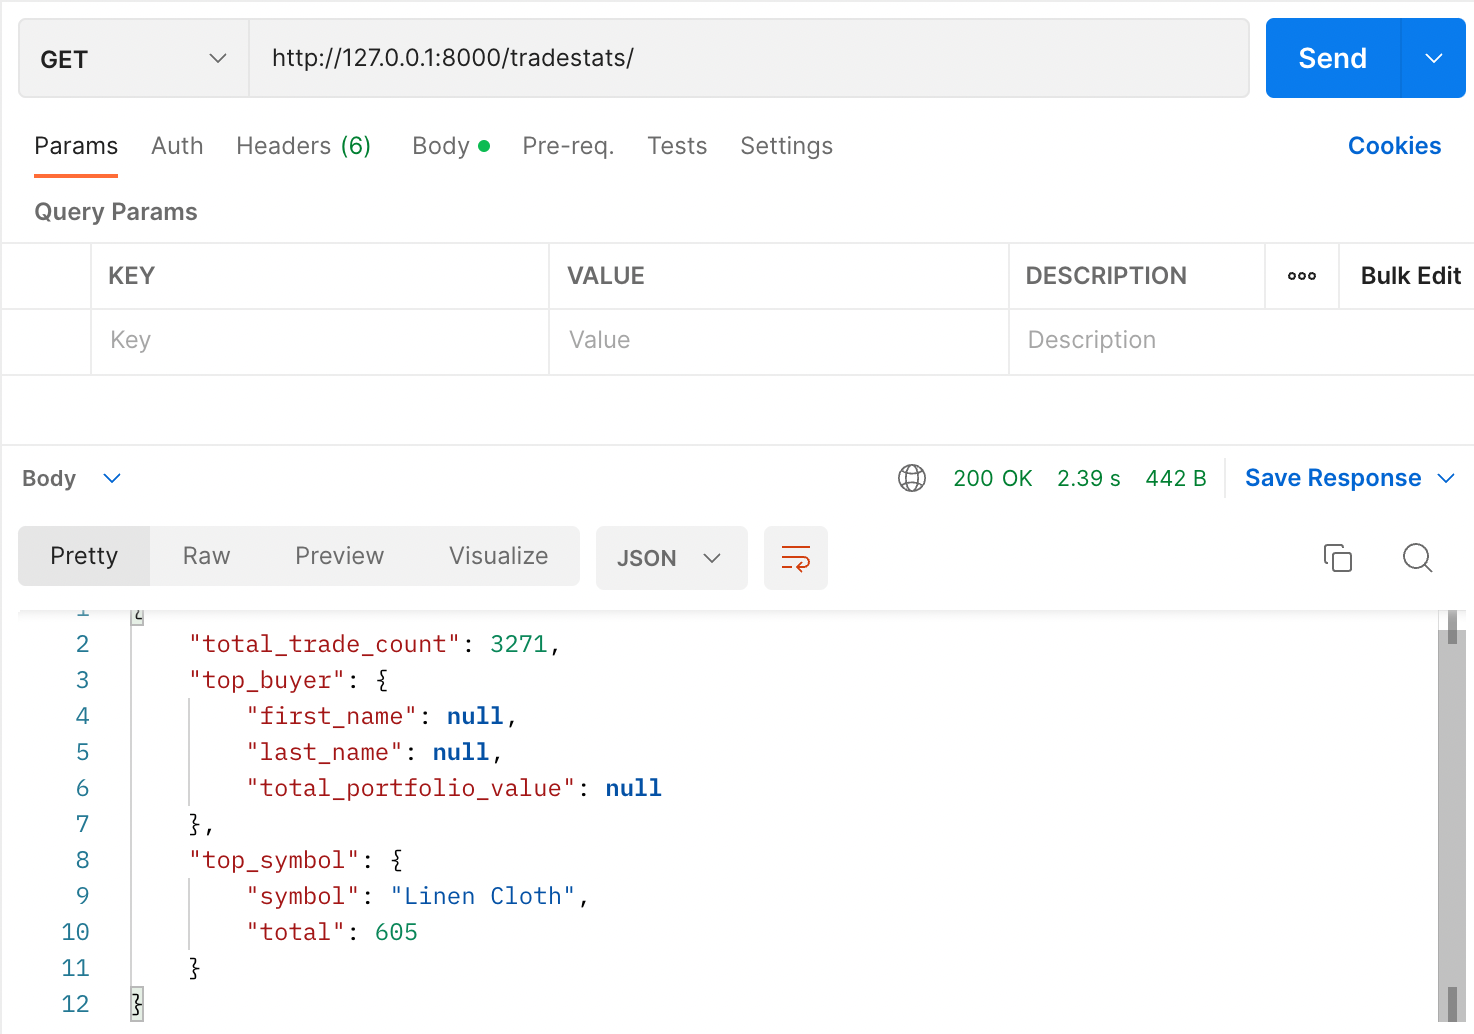 GET http://127.0.0.1:8000/tradestats/ Send
Params Auth Headers (6) Body Pre-req. Tests Settings Cookies
Query Params
KEY VALUE DESCRIPTION ooo Bulk Edit
Key Value Description
Body 200 OK 2.39 s 442 B Save Response
Pretty Raw Preview Visualize JSON
1 {
2 "total_trade_count": 3271,
3 "top_buyer": {
4 "first_name": null,
5 "last_name": null,
6 "total_portfolio_value": null
7 },
8 "top_symbol": {
9 "symbol": "Linen Cloth",
10 "total": 605
11 }
12 }